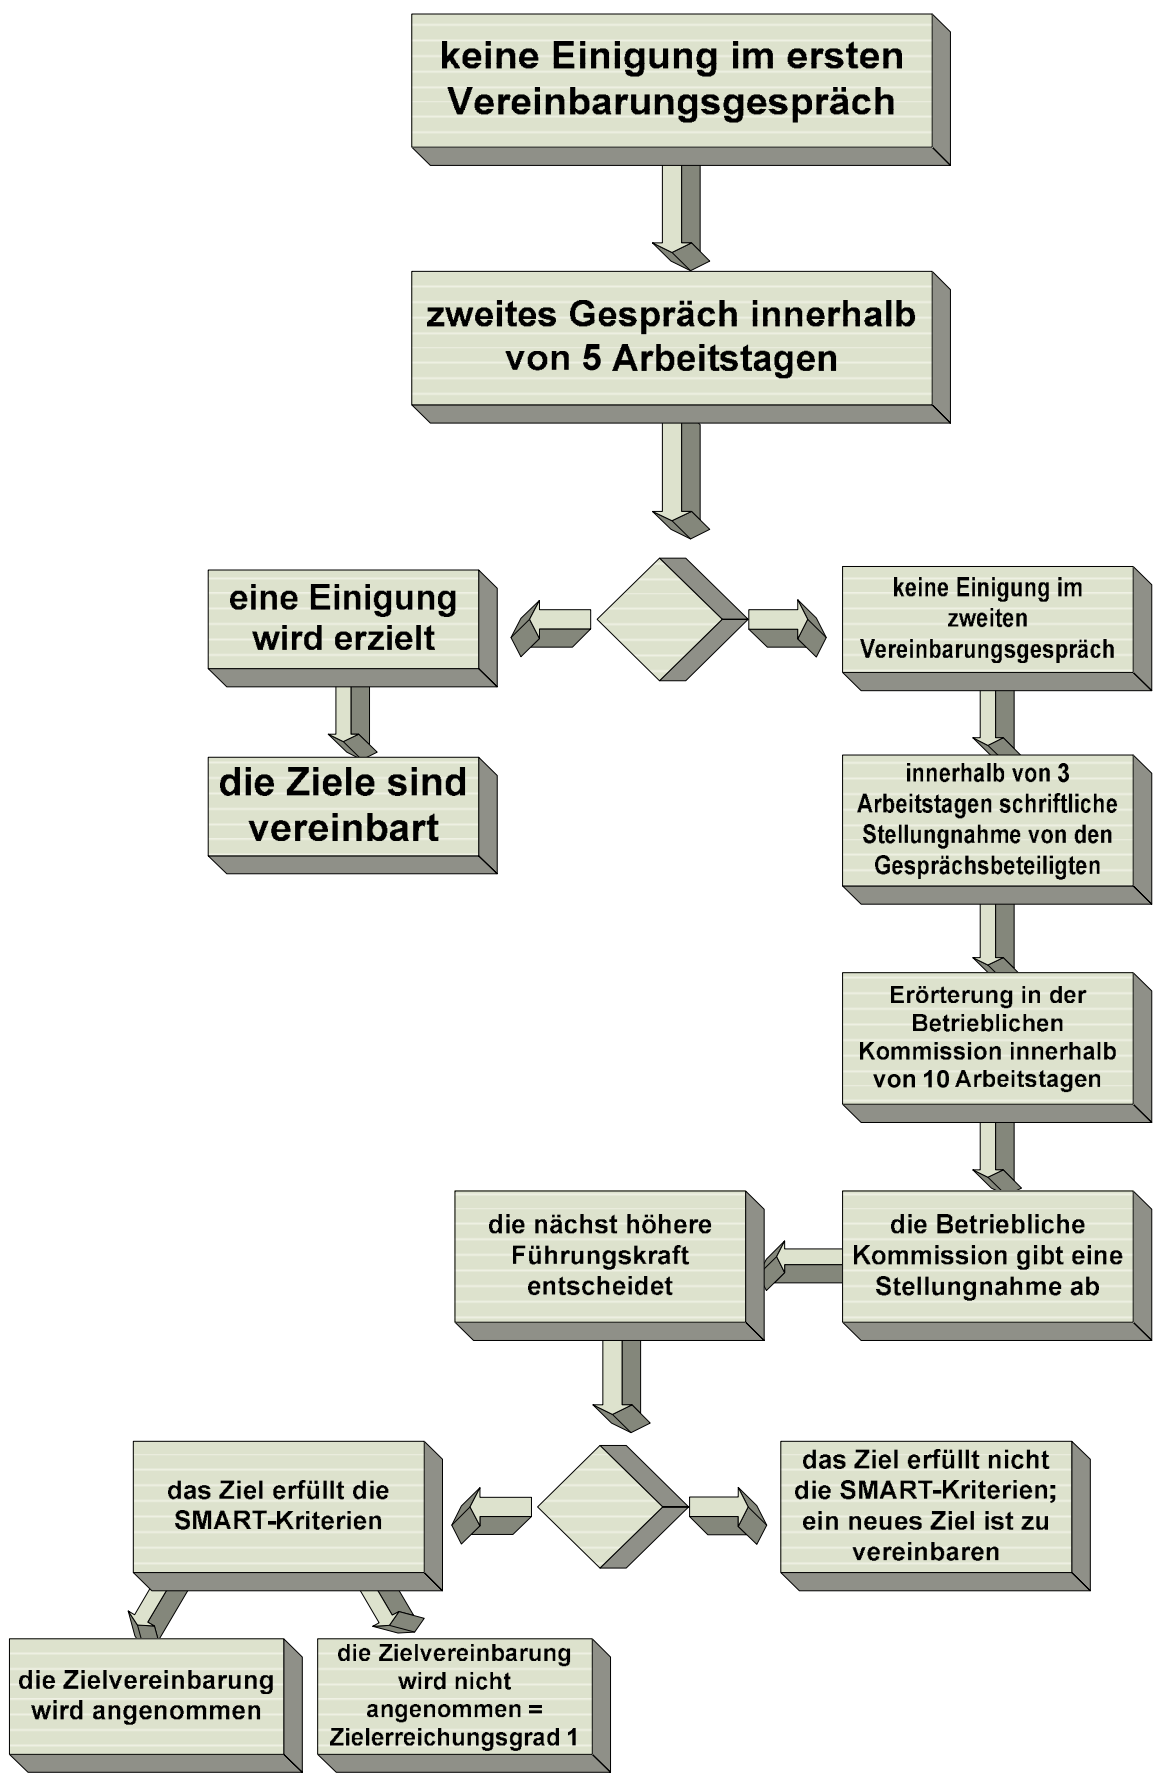 keine Einigung im ersten
Vereinbarungsgespräch
zweites Gespräch innerhalb
von 5 Arbeitstagen
eine Einigung
wird erzielt
keine Einigung im
zweiten
Vereinbarungsgespräch
die Ziele sind
vereinbart
innerhalb von 3
Arbeitstagen schriftliche
Stellungnahme von den
Gesprächsbeteiligten
Erörterung in der
Betrieblichen
Kommission innerhalb
von 10 Arbeitstagen
die Betriebliche
Kommission gibt eine
Stellungnahme ab
die nächst höhere
Führungskraft
entscheidet
das Ziel erfüllt die
SMART-Kriterien
das Ziel erfüllt nicht
die SMART-Kriterien;
ein neues Ziel ist zu
vereinbaren
die Zielvereinbarung
wird angenommen
die Zielvereinbarung
wird nicht
angenommen =
Zielerreichungsgrad 1